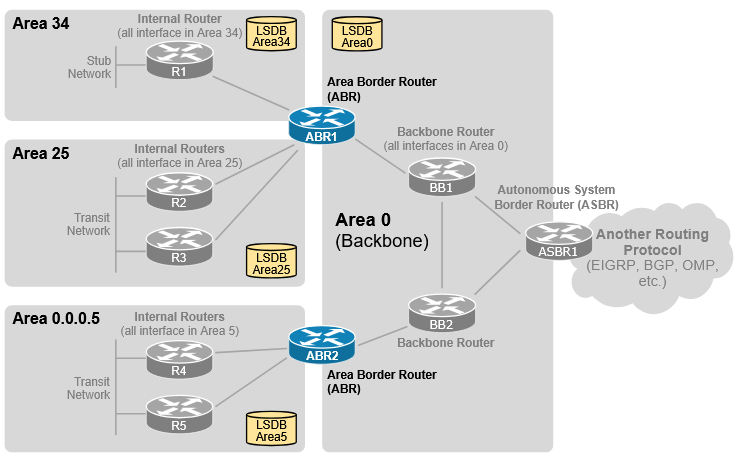 Area 34
Internal Router
(all interface in Area 34)
LSDB
Area34
LSDB
Area0
Stub
Network
R1
Area Border Router
(ABR)
ABR1
Area 25
Internal Routers
(all interface in Area 25)
R2
Transit
Network
R3
LSDB
Area25
Backbone Router
(all interfaces in Area 0)
BB1
Autonomous System
Border Router (ASBR)
Area 0
(Backbone)
ASBR1
Another Routing
Protocol
(EIGRP, BGP, OMP,
etc.)
Area 0.0.0.5
Internal Routers
(all interface in Area 5)
R4
Transit
Network
R5
LSDB
Area5
ABR2
Area Border Router
(ABR)
BB2
Backbone Router